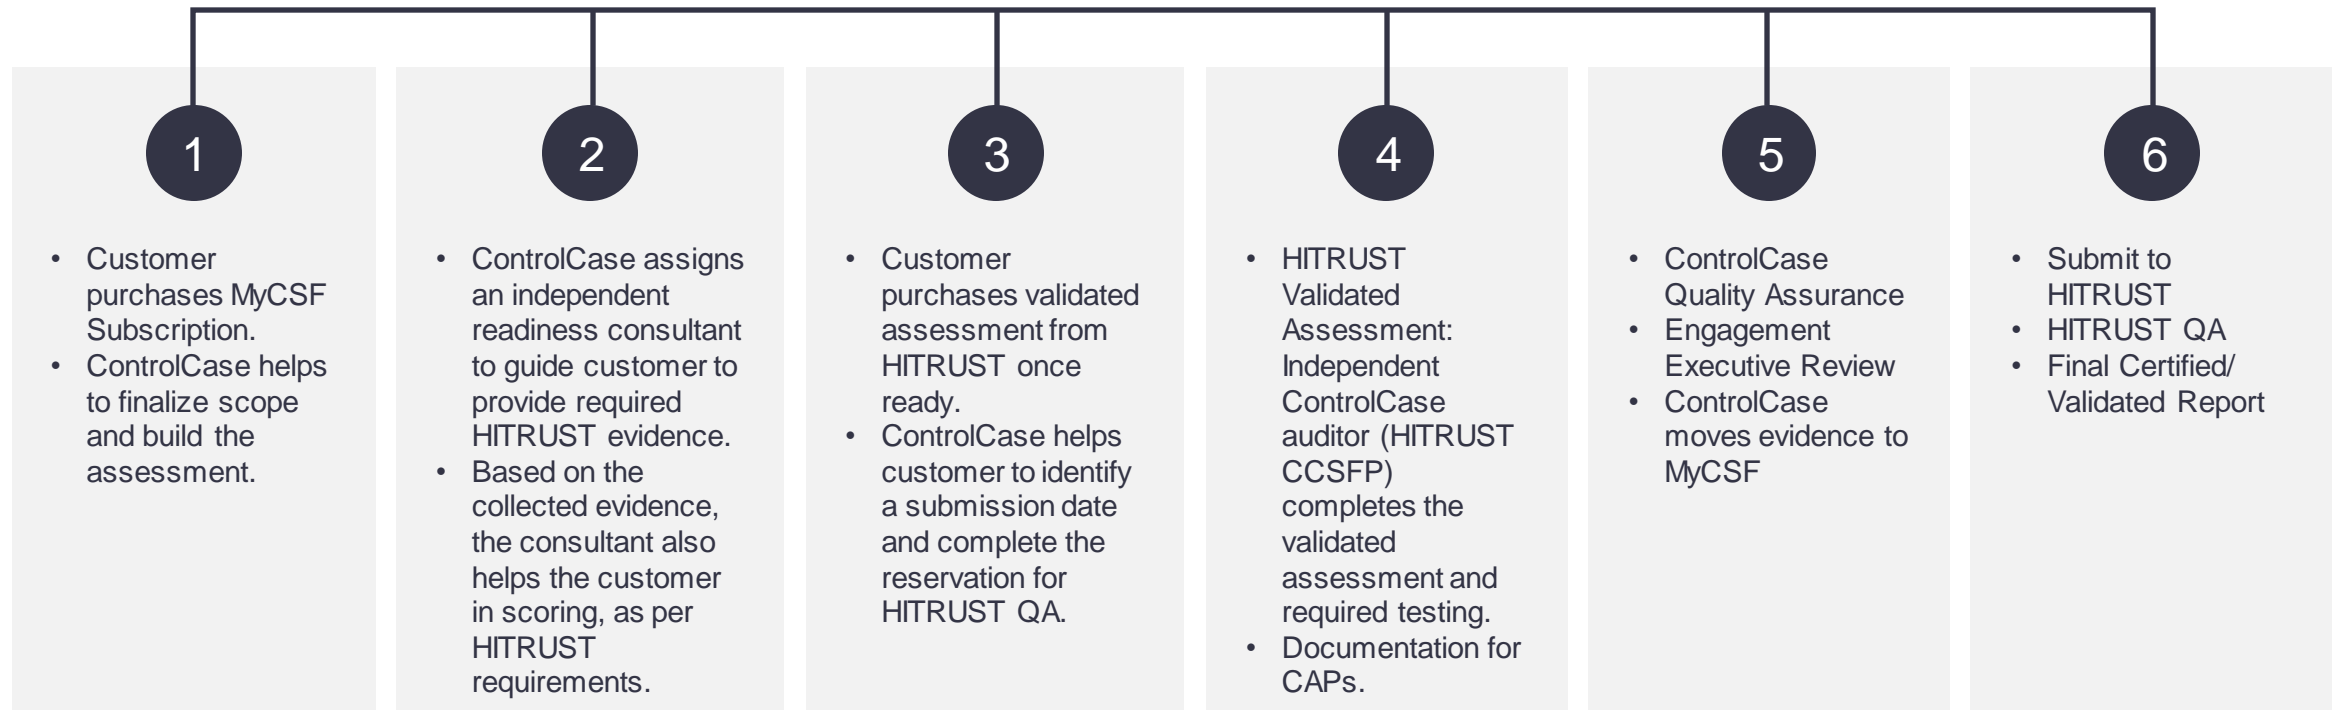 1
• Customer
purchases MyCSF
Subscription.
• ControlCase helps
to finalize scope
and build the
assessment.
2
• ControlCase assigns
an independent
readiness consultant
to guide customer to
provide required
HITRUST evidence.
• Based on the
collected evidence,
the consultant also
helps the customer
in scoring, as per
HITRUST
requirements.
3
• Customer
purchases validated
assessment from
HITRUST once
ready.
• ControlCase helps
customer to identify
a submission date
and complete the
reservation for
HITRUST QA.
4
• HITRUST
Validated
Assessment:
Independent
ControlCase
auditor (HITRUST
CCSFP)
completes the
validated
assessment and
required testing.
• Documentation for
CAPs.
5
• ControlCase
Quality Assurance
• Engagement
Executive Review
• ControlCase
moves evidence to
MyCSF
6
• Submit to
HITRUST
• HITRUST QA
• Final Certified/
Validated Report